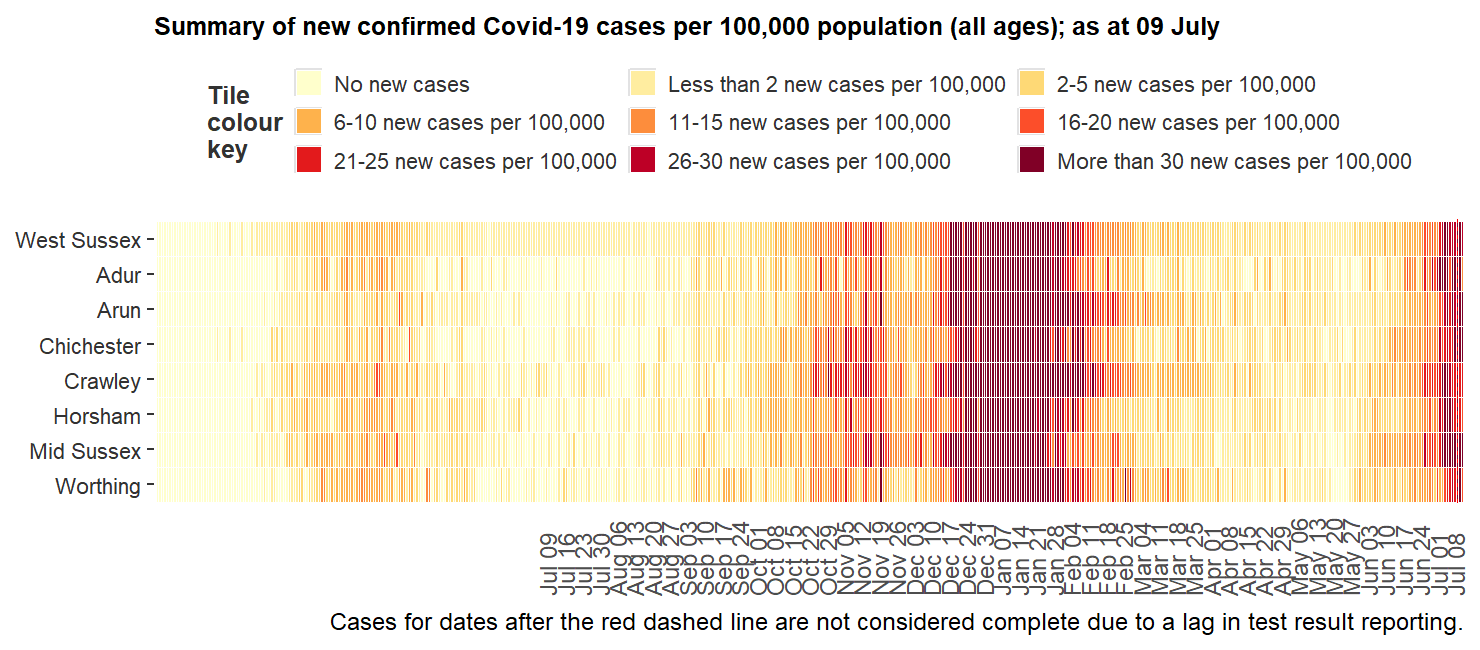 Summary of new confirmed Covid-19 cases per 100,000 population (all ages); as at 09 July
Tile
colour
key
No new cases
Less than 2 new cases per 100,000
2-5 new cases per 100,000
6-10 new cases per 100,000
11-15 new cases per 100,000
16-20 new cases per 100,000
21-25 new cases per 100,000
26-30 new cases per 100,000
More than 30 new cases per 100,000
West Sussex
Adur
Arun
Chichester
Crawley
Horsham
Mid Sussex
Worthing
Jul 09
Jul 16
Jul 23
Jul 30
Aug 06
Aug 13
Aug 20
Aug 27
Sep 03
Sep 10
Sep 17
Sep 24
Oct 01
Oct 08
Oct 15
Oct 22
Oct 29
Nov 05
Nov 12
Nov 19
Nov 26
Dec 03
Dec 10
Dec 17
Dec 24
Dec 31
Jan 07
Jan 14
Jan 21
Jan 28
Feb 04
Feb 11
Feb 18
Feb 25
Mar 04
Mar 11
Mar 18
Mar 25
Apr 01
Apr 08
Apr 15
Apr 22
Apr 29
May 06
May 13
May 20
May 27
Jun 03
Jun 10
Jun 17
Jun 24
Jul 01
Jul 08
Cases for dates after the red dashed line are not considered complete due to a lag in test result reporting.